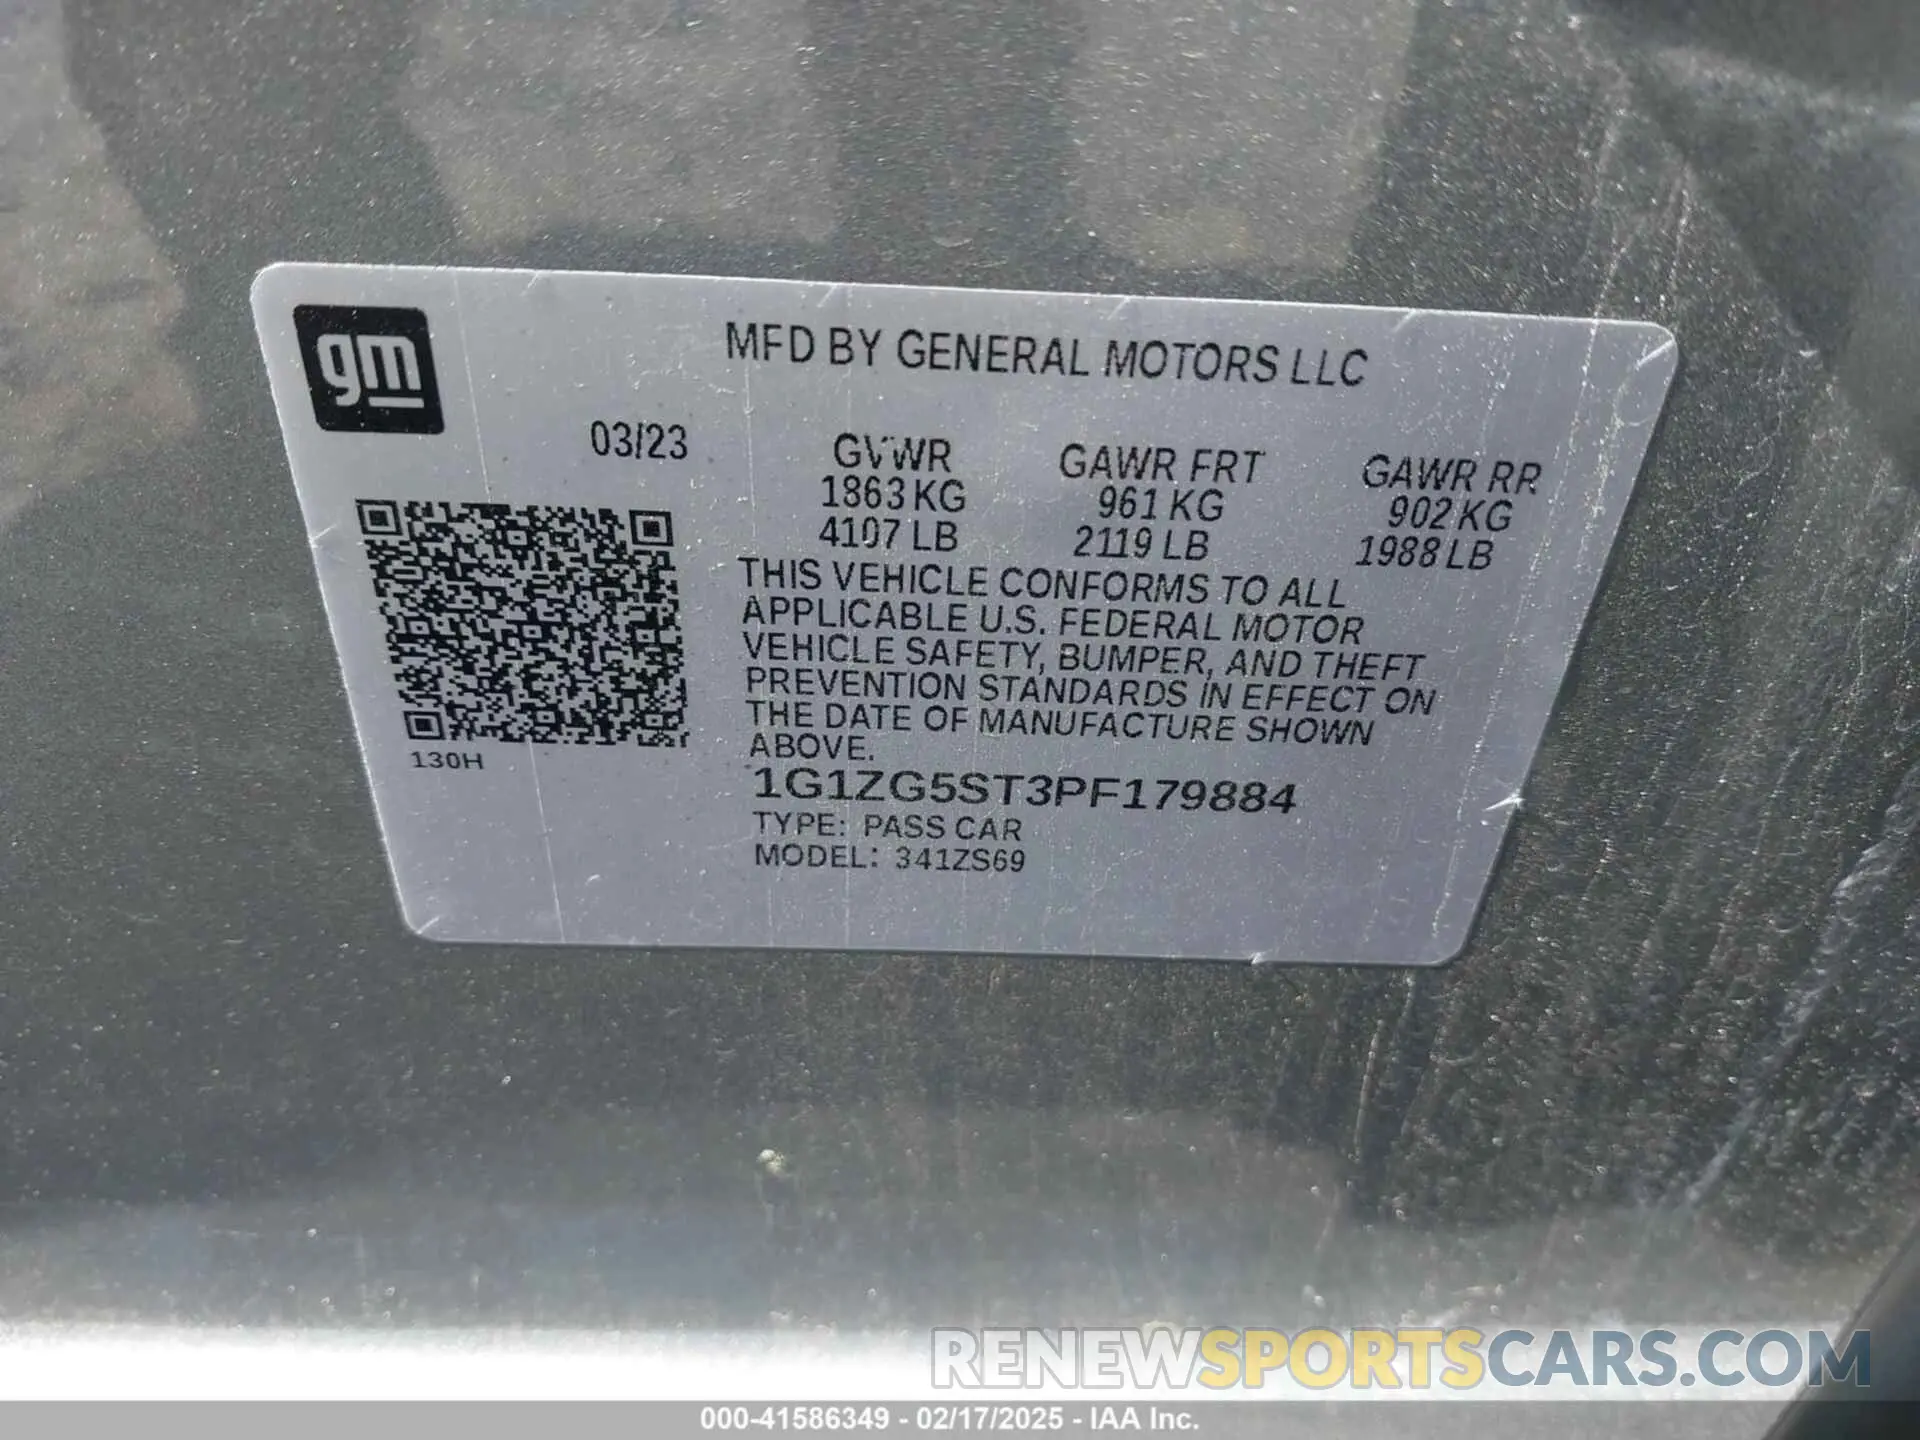 gm
MFD BY GENERAL MOTORS LLC
03/23
GVWR GAWR FRT GAWR RR
1863 KG 961 KG 902 KG
4107 LB 2119 LB 1988 LB
THIS VEHICLE CONFORMS TO ALL
APPLICABLE U.S. FEDERAL MOTOR
VEHICLE SAFETY, BUMPER, AND THEFT
PREVENTION STANDARDS IN EFFECT ON
THE DATE OF MANUFACTURE SHOWN
ABOVE.
130H
1G1ZG5ST3PF179884
TYPE: PASS CAR
MODEL: 341ZS69
RENEWSPORTSCARS.COM
000-41586349 - 02/17/2025 - IAA Inc.